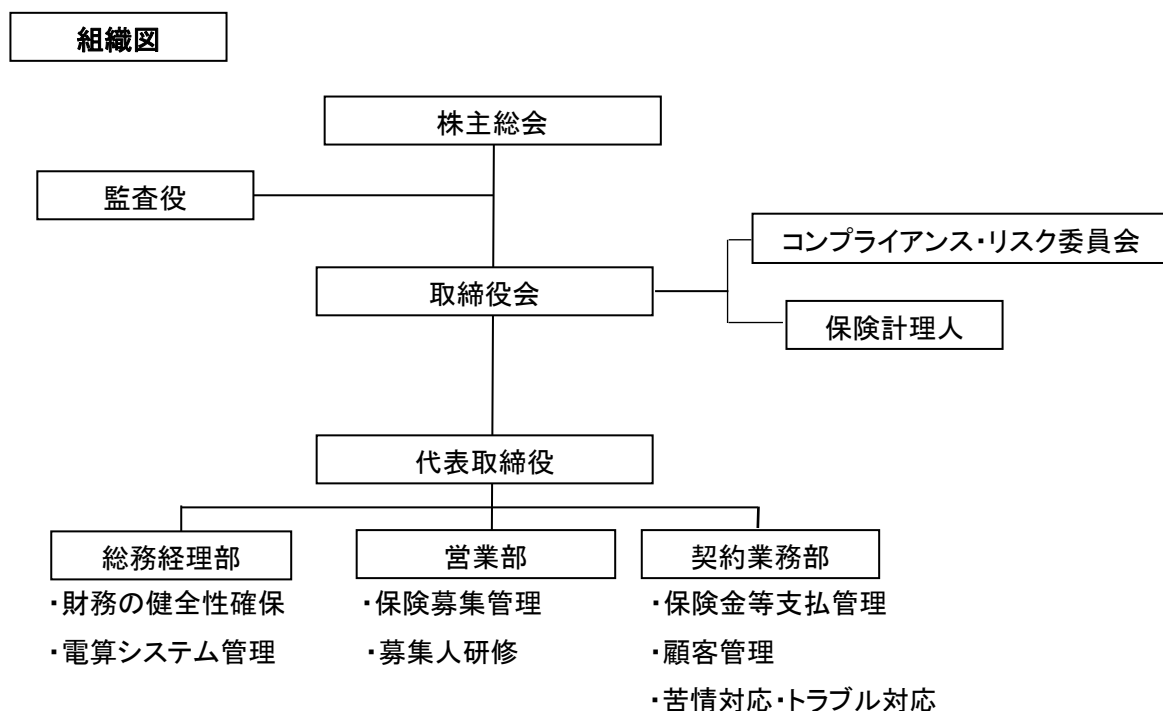 組織図
株主総会
監査役
コンプライアンス・リスク委員会
取締役会
保険計理人
代表取締役
総務経理部
・財務の健全性確保
・電算システム管理
営業部
・保険募集管理
・募集人研修
契約業務部
・保険金等支払管理
・顧客管理
・苦情対応・トラブル対応